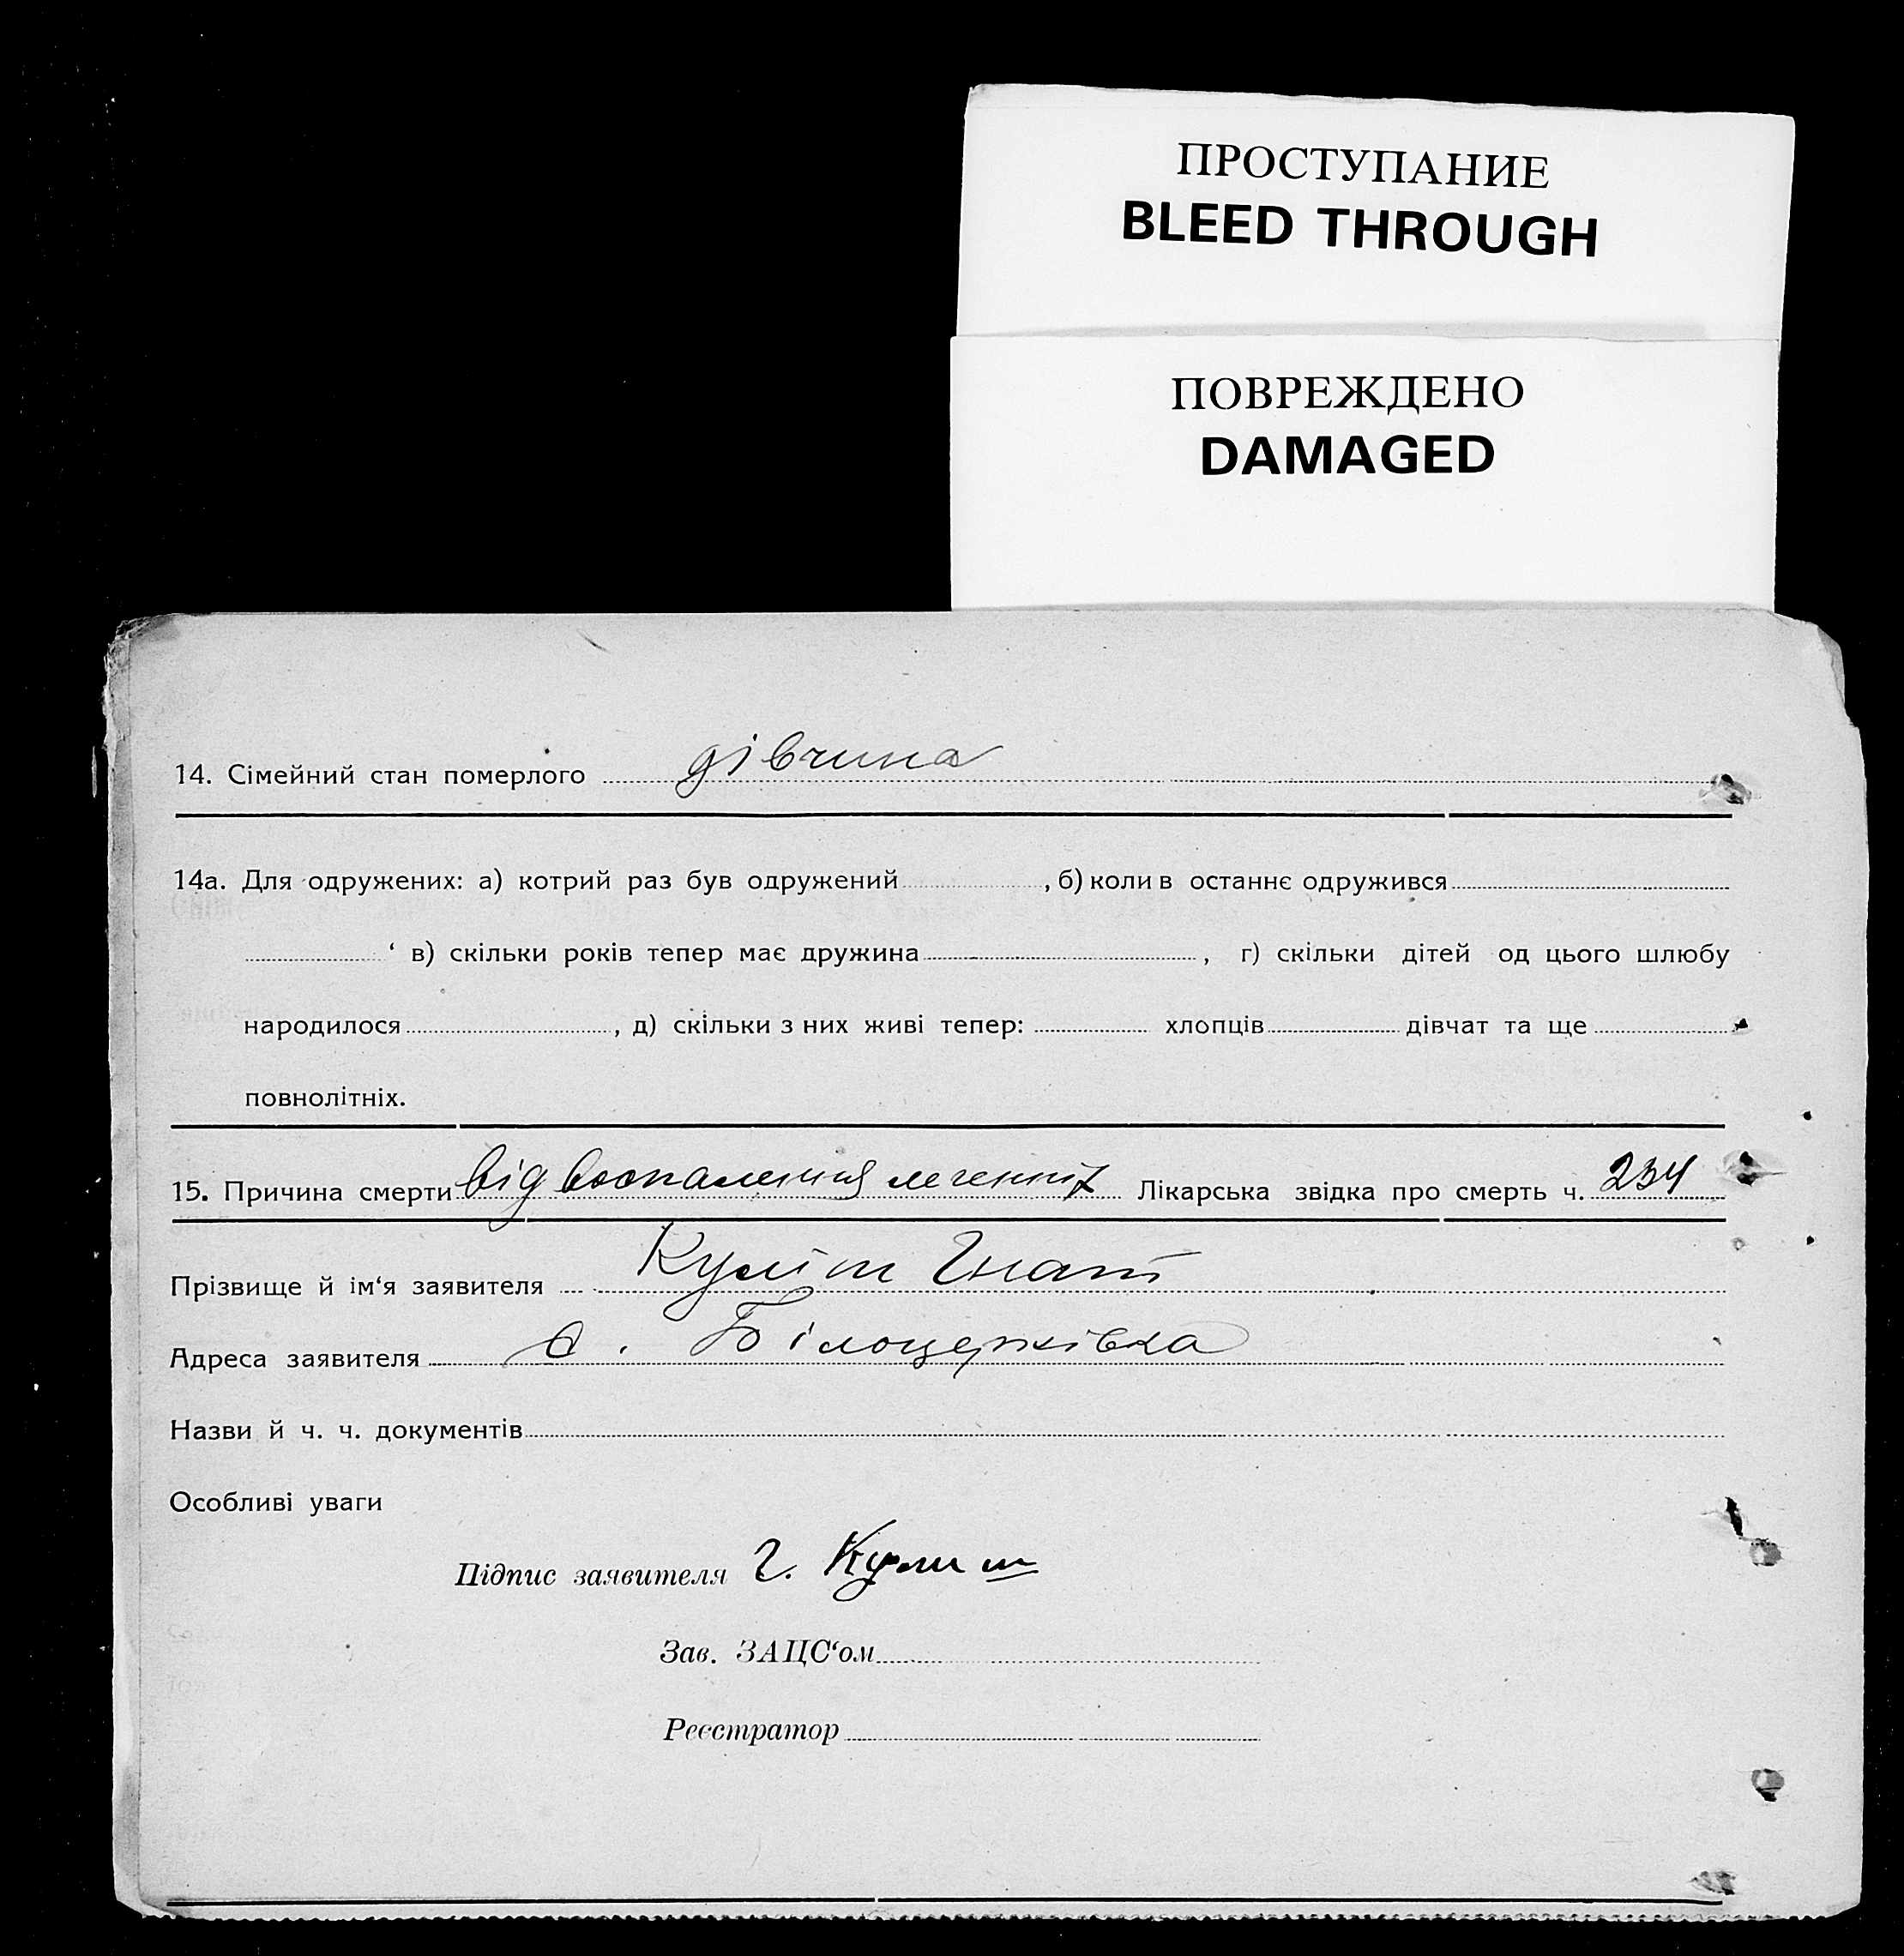 ПРОСТУПАНИЕ
BLEED THROUGH
ПОВРЕЖДЕНО
DAMAGED
14. Сімейний стан померлого дівчина
14а. Для одружених: а) котрий раз був одружений , б) коли в останнє одружився
‘ в) скільки років тепер має дружина , г) скільки дітей од цього шлюбу
народилося , д) скільки з них живі тепер: хлопців дівчат та ще
повнолітніх.
15. Причина смерти від воспалення легенних Лікарська звідка про смерть ч. 234
Прізвище й ім‘я заявителя Куліш Гнат
Адреса заявителя с. Білоцерківка
Назви й ч. ч. документів
Особливі уваги
Підпис заявителя Г. Кулиш
Зав. ЗАЦС‘ом
Реєстратор